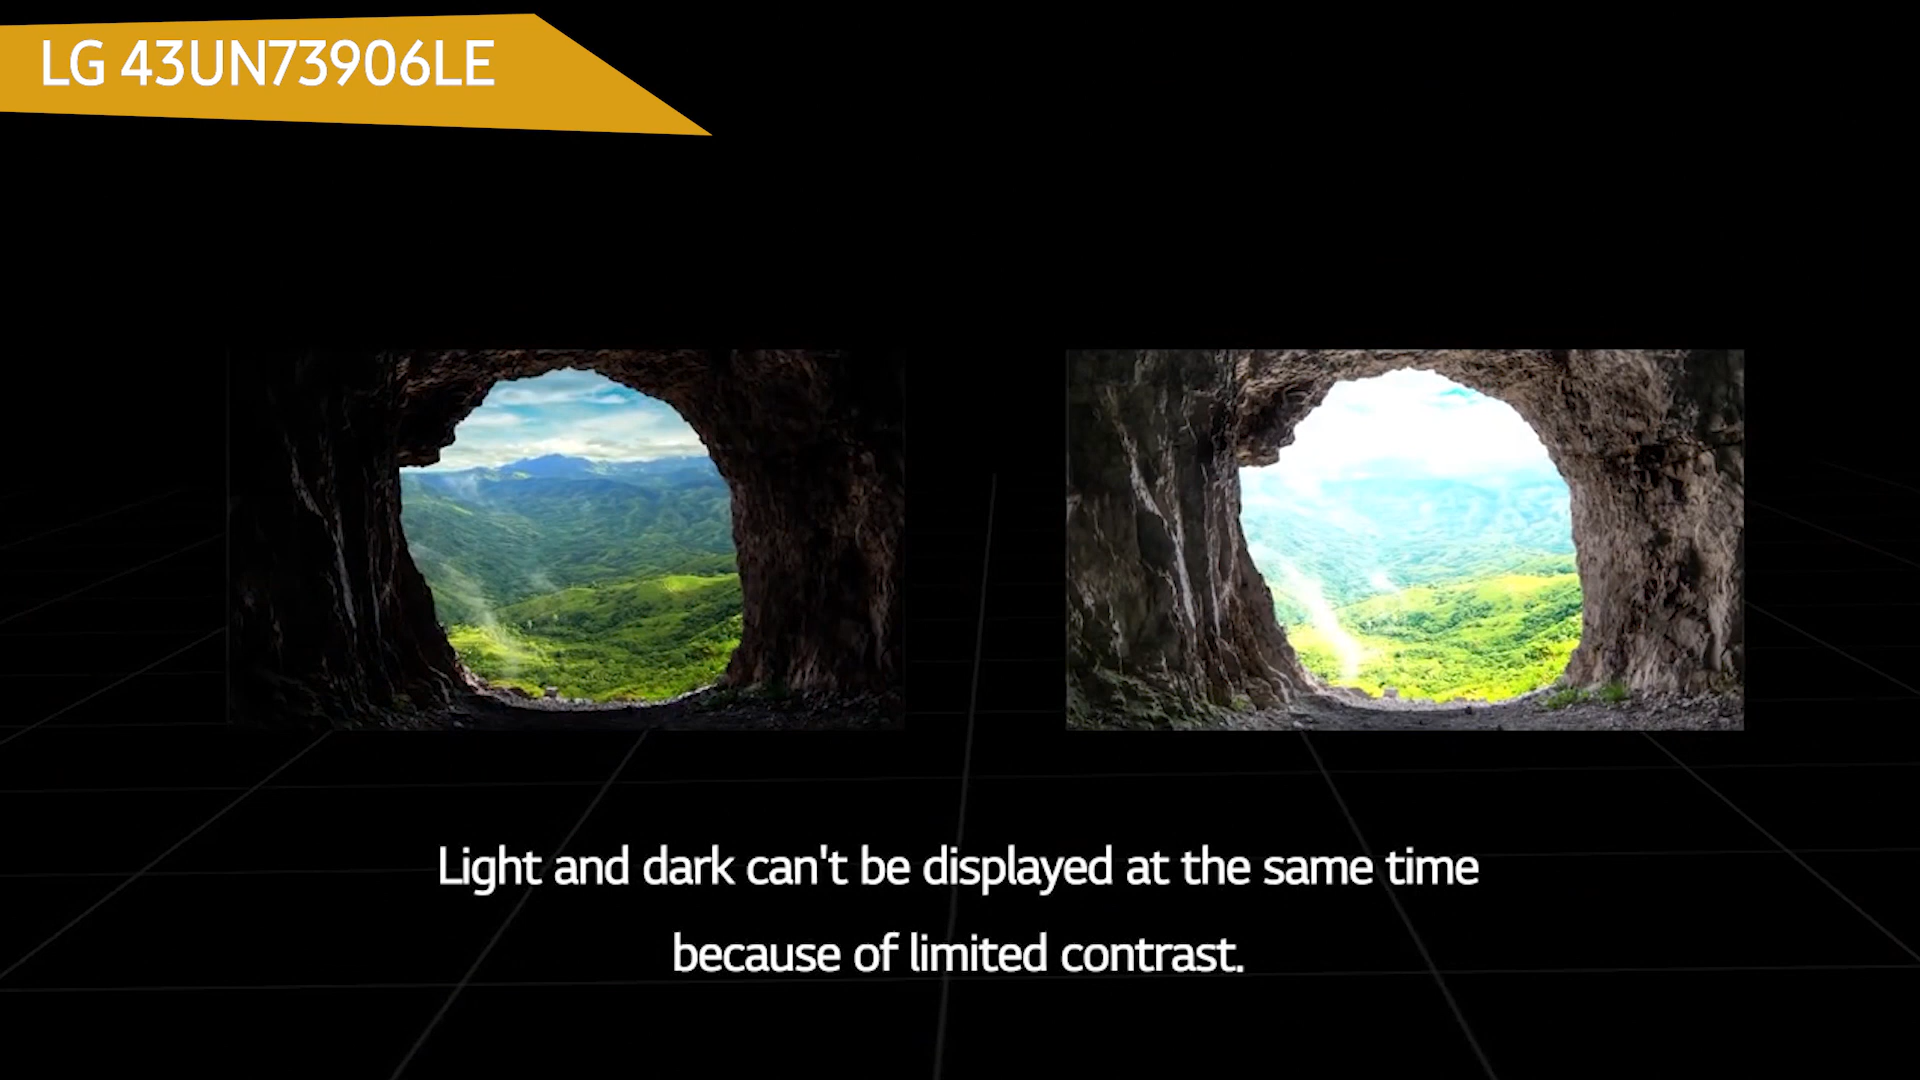 LG 43UN73906LE
Light and dark can't be displayed at the same time
because of limited contrast.